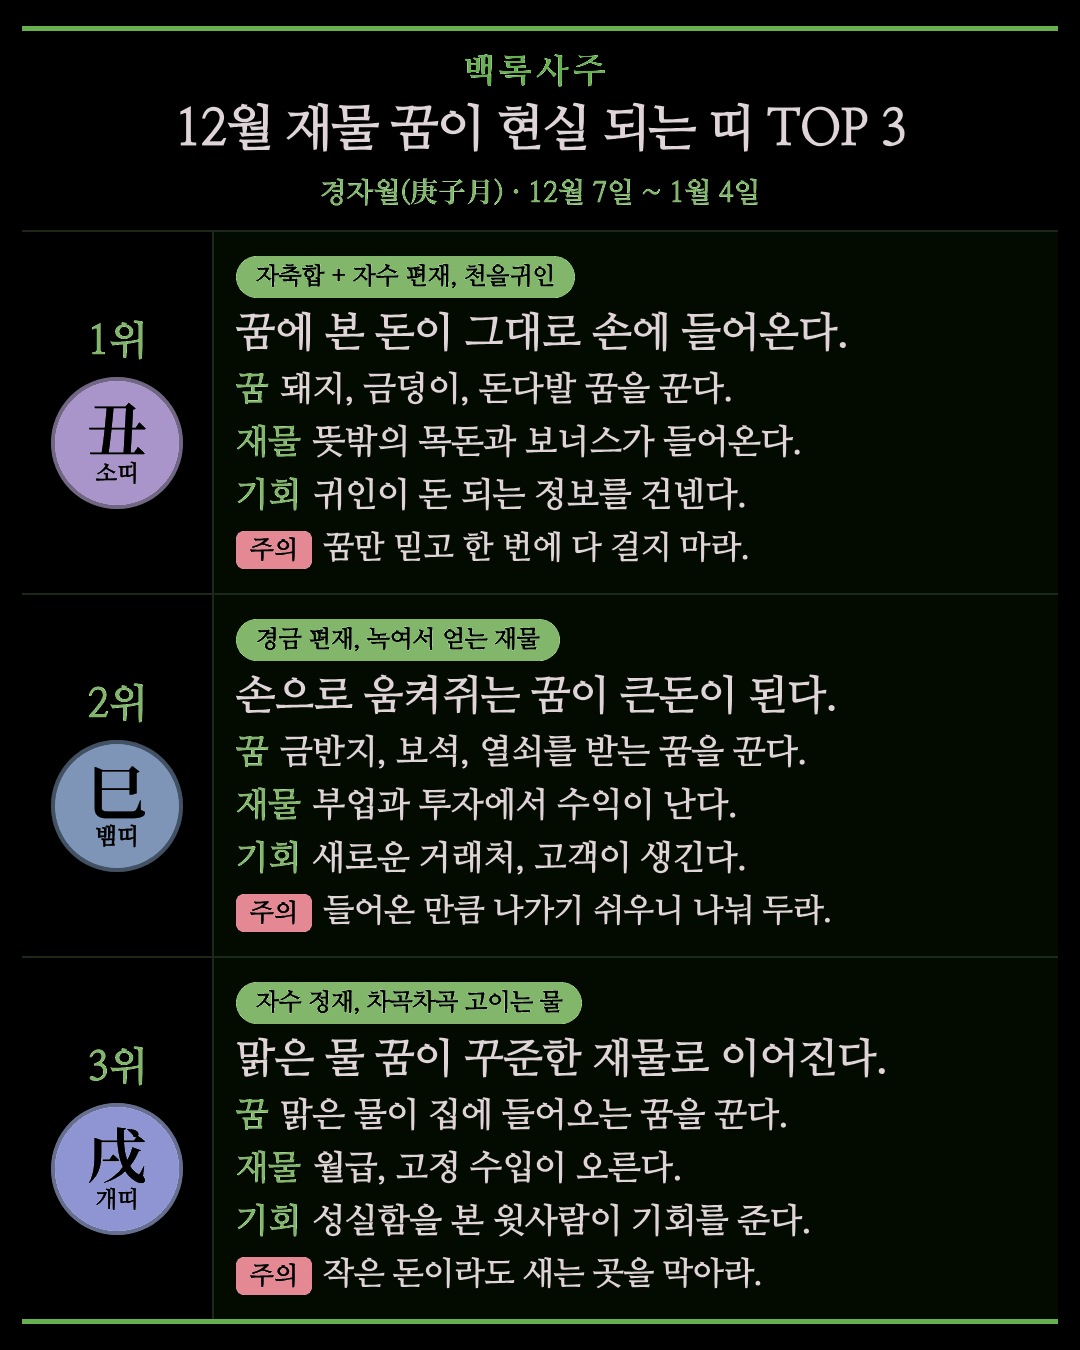 백록사주
12월 재물 꿈이 현실 되는 띠 TOP 3
경자월(庚子月) · 12월 7일 ~ 1월 4일
1위
丑
소띠
자축합 + 자수 편재, 천을귀인
꿈에 본 돈이 그대로 손에 들어온다.
꿈 돼지, 금덩이, 돈다발 꿈을 꾼다.
재물 뜻밖의 목돈과 보너스가 들어온다.
기회 귀인이 돈 되는 정보를 건넨다.
주의 꿈만 믿고 한 번에 다 걸지 마라.
2위
巳
뱀띠
경금 편재, 녹여서 얻는 재물
손으로 움켜쥐는 꿈이 큰돈이 된다.
꿈 금반지, 보석, 열쇠를 받는 꿈을 꾼다.
재물 부업과 투자에서 수익이 난다.
기회 새로운 거래처, 고객이 생긴다.
주의 들어온 만큼 나가기 쉬우니 나눠 두라.
3위
戌
개띠
자수 정재, 차곡차곡 고이는 물
맑은 물 꿈이 꾸준한 재물로 이어진다.
꿈 맑은 물이 집에 들어오는 꿈을 꾼다.
재물 월급, 고정 수입이 오른다.
기회 성실함을 본 윗사람이 기회를 준다.
주의 작은 돈이라도 새는 곳을 막아라.